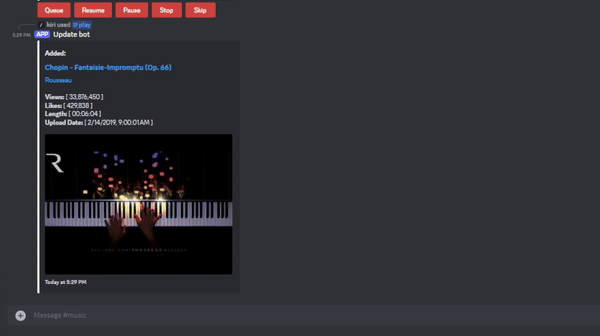 Queue Resume Pause Stop Skip
kiri used play
5:29 PM APP Update bot
Added:
Chopin - Fantaisie-Impromptu (Op. 66)
Rousseau
Views: [ 33,876,450 ]
Likes: [ 429,838 ]
Length: [ 00:06:04 ]
Upload Date: [ 2/14/2019, 9:00:01 AM ]
R
Today at 5:29 PM
Message #music